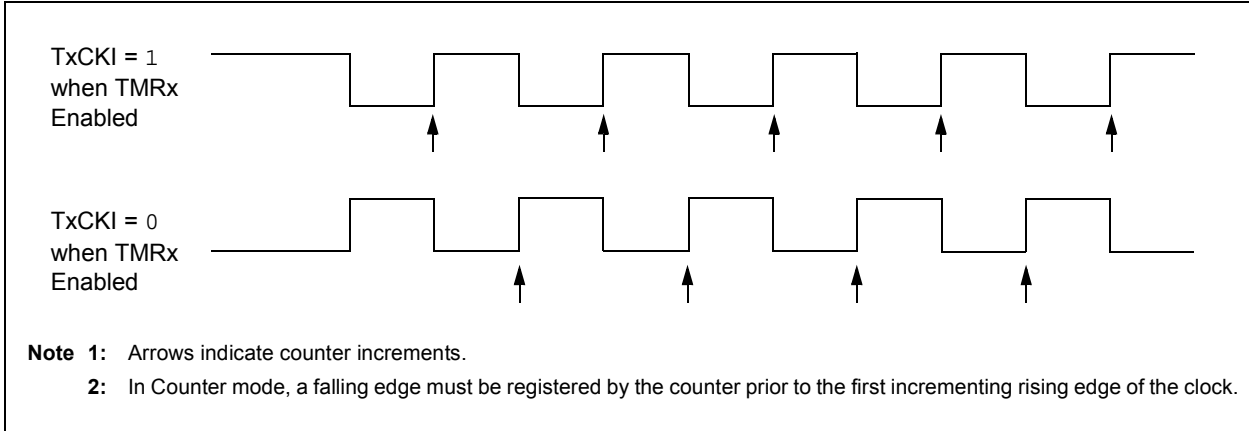 TxCKI = 1
when TMRx
Enabled
TxCKI = 0
when TMRx
Enabled
Note 1: Arrows indicate counter increments.
2: In Counter mode, a falling edge must be registered by the counter prior to the first incrementing rising edge of the clock.